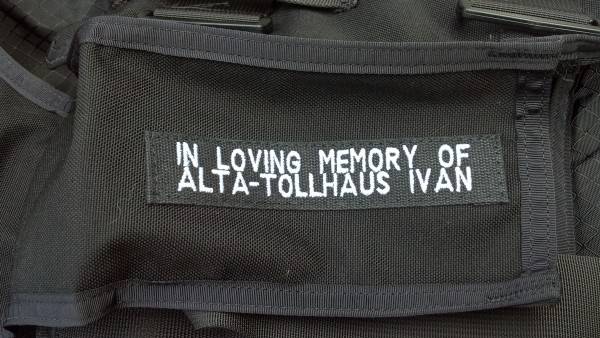 IN LOVING MEMORY OF
ALTA-TOLLHAUS IVAN